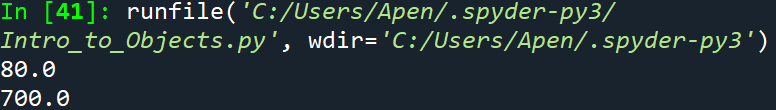 In [41]: runfile('C:/Users/Apen/.spyder-py3/
Intro_to_Objects.py', wdir='C:/Users/Apen/.spyder-py3')
80.0
700.0